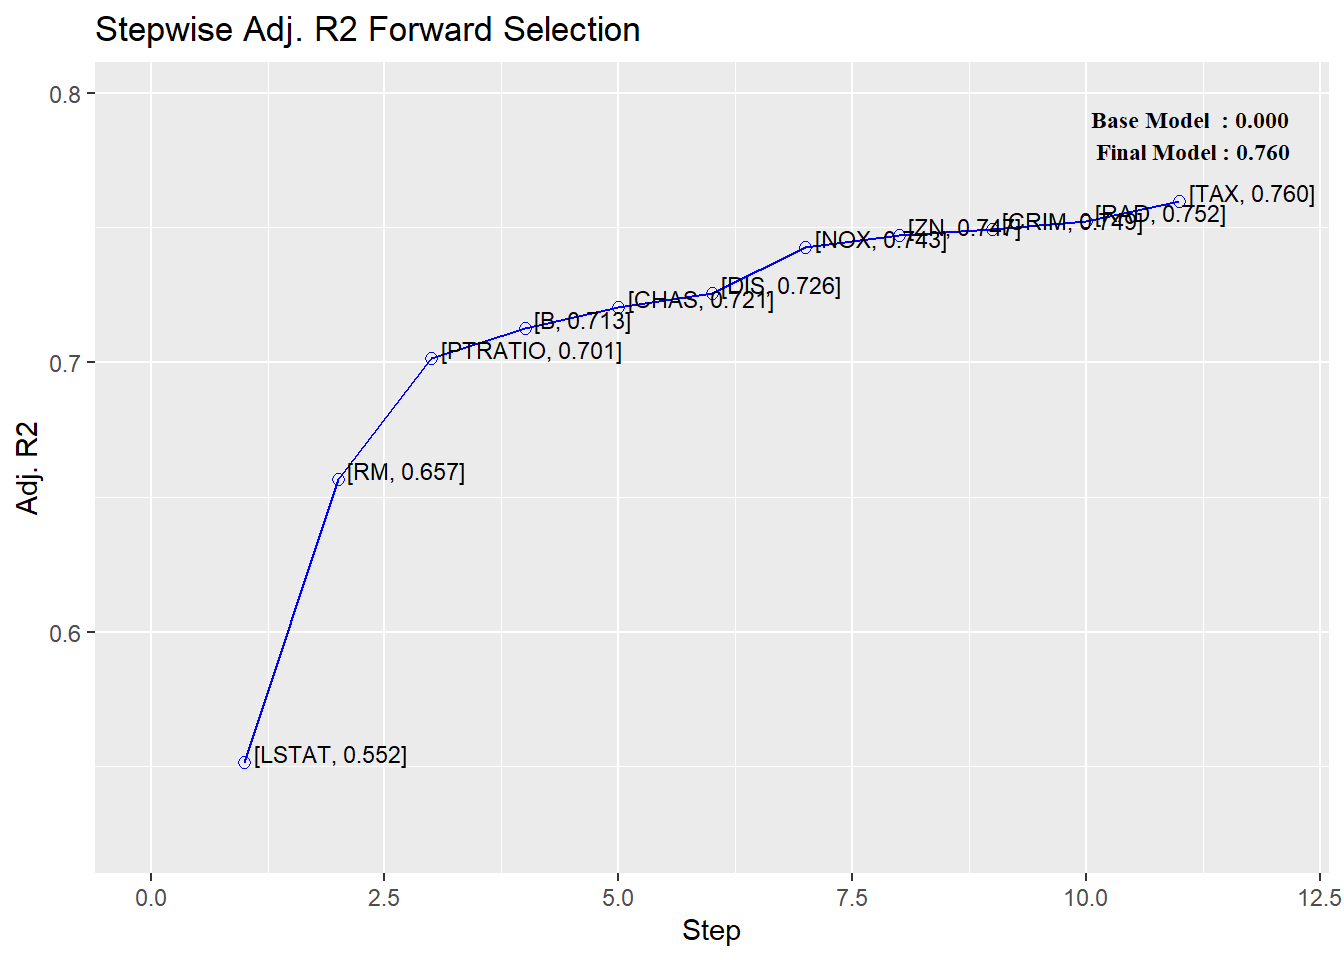 Stepwise Adj. R2 Forward Selection
Base Model : 0.000
Final Model : 0.760
[TAX, 0.760]
[RAD, 0.752]
[CRIM, 0.749]
[ZN, 0.747]
[NOX, 0.743]
[DIS, 0.726]
[CHAS, 0.721]
[B, 0.713]
[PTRATIO, 0.701]
[RM, 0.657]
[LSTAT, 0.552]
0.8
0.7
0.6
Adj. R2
0.0
2.5
5.0
7.5
10.0
12.5
Step